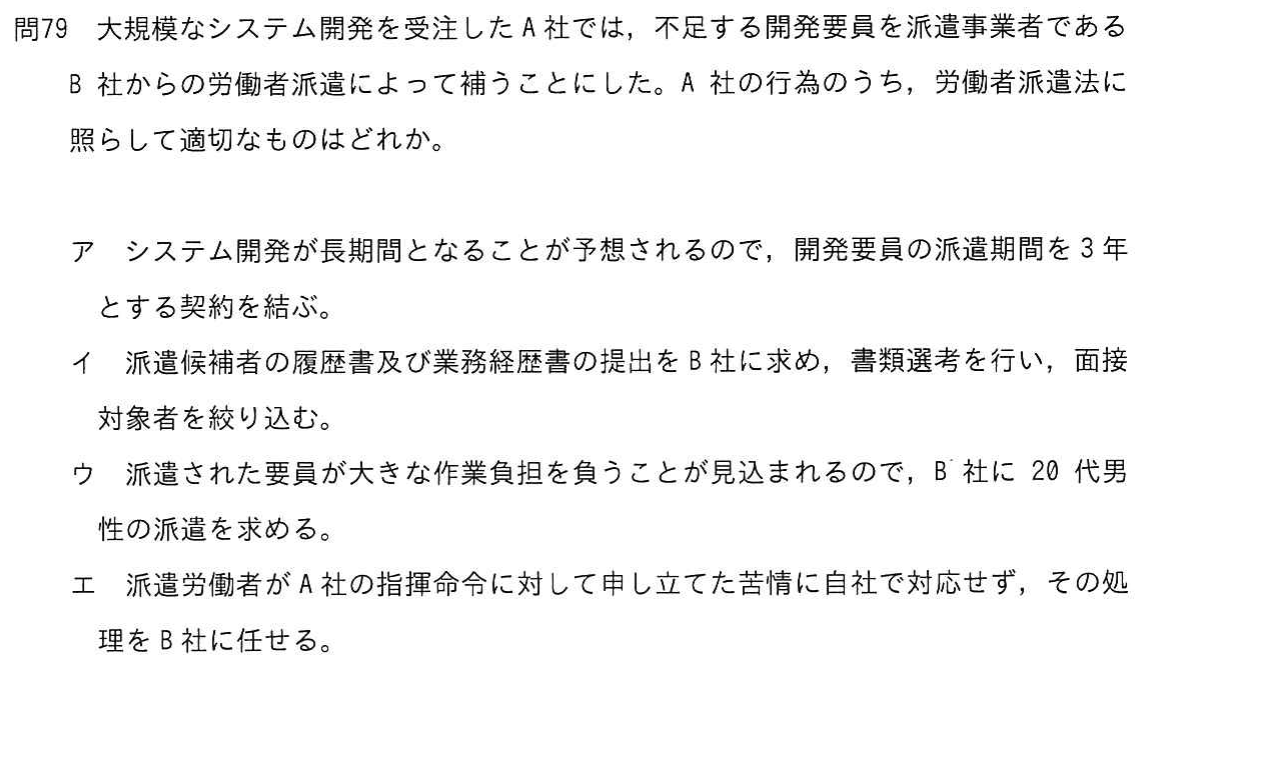 問79 大規模なシステム開発を受注したA社では，不足する開発要員を派遣事業者である
B 社からの労働者派遣によって補うことにした。A 社の行為のうち，労働者派遣法に
照らして適切なものはどれか。
ア システム開発が長期間となることが予想されるので，開発要員の派遣期間を3年
とする契約を結ぶ。
イ 派遣候補者の履歴書及び業務経歴書の提出をB社に求め，書類選考を行い，面接
対象者を絞り込む。
ウ 派遣された要員が大きな作業負担を負うことが見込まれるので，B社に 20 代男
性の派遣を求める。
エ 派遣労働者がA社の指揮命令に対して申し立てた苦情に自社で対応せず，その処
理をB社に任せる。